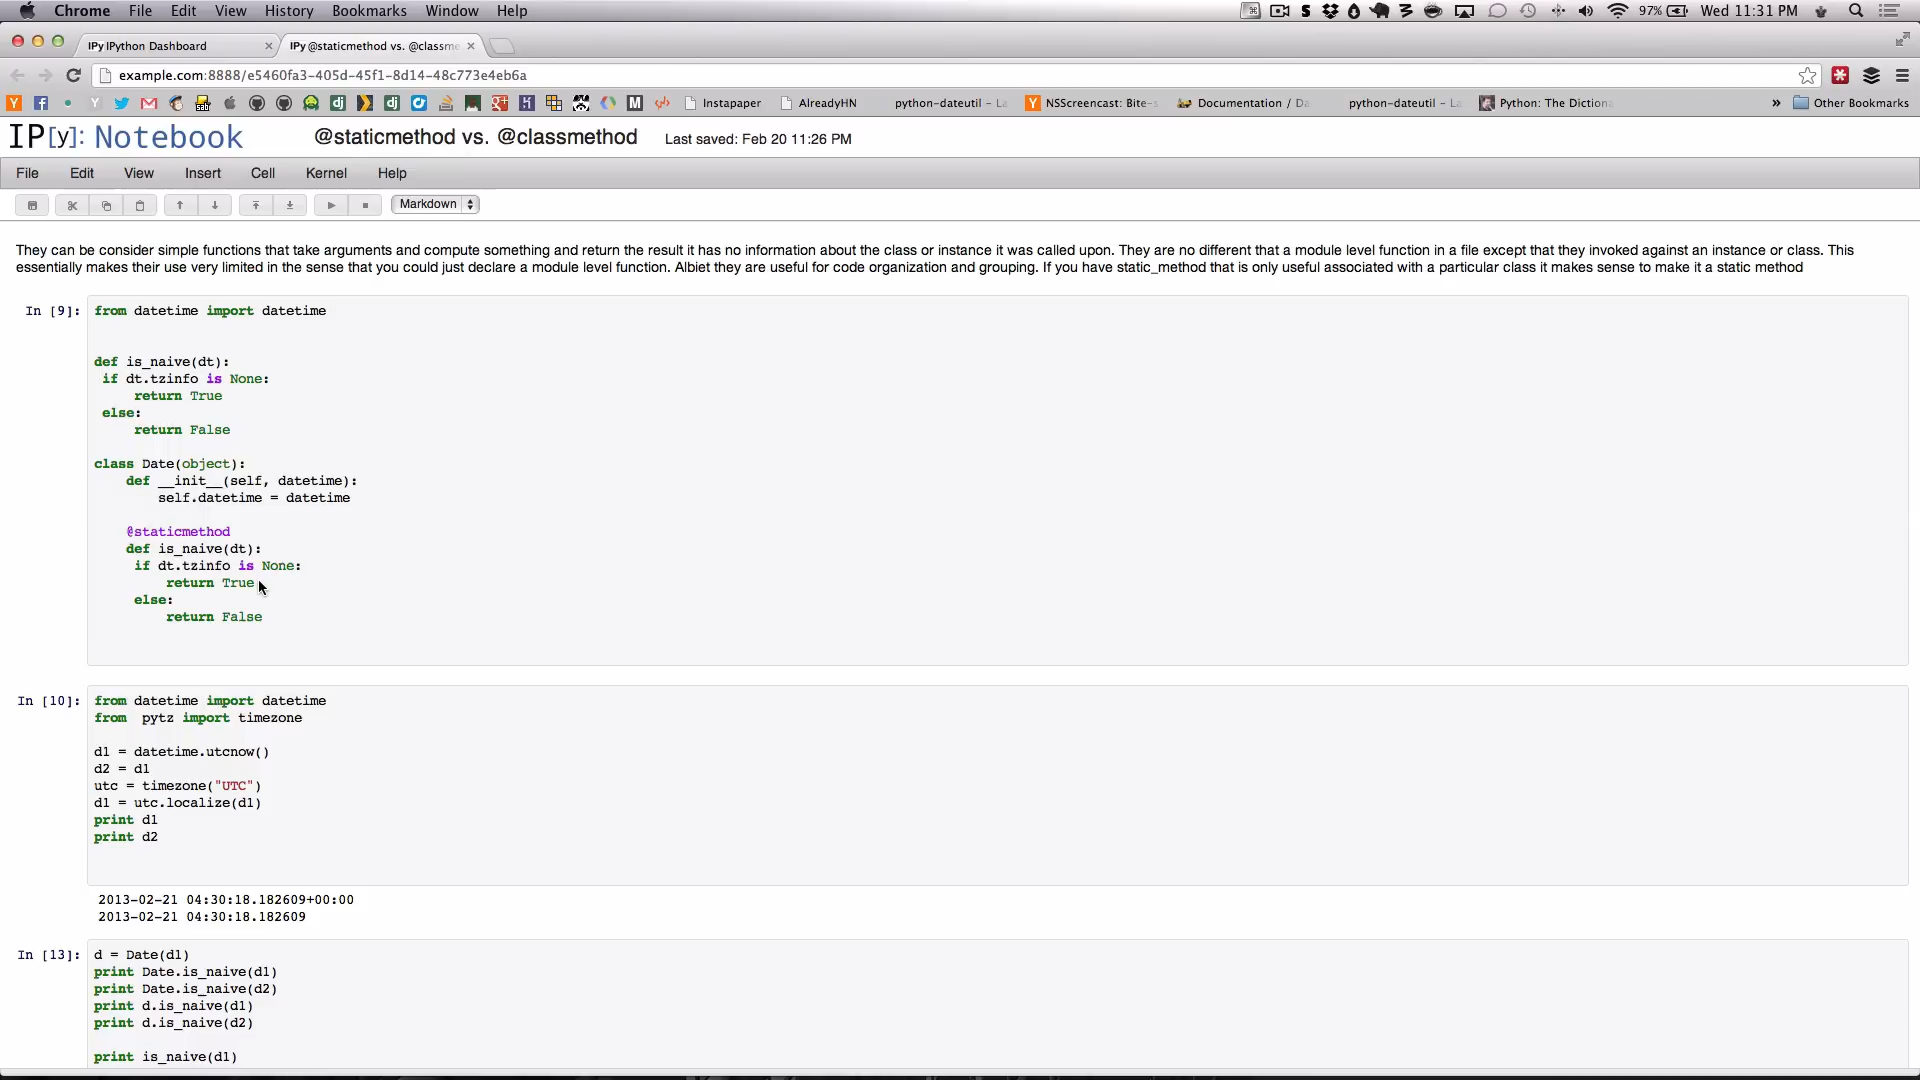 Chrome File Edit View History Bookmarks Window Help 97% Wed 11:31 PM
IPy IPython Dashboard IPy @staticmethod vs. @classme
example.com:8888/e5460fa3-405d-45f1-8d14-48c773e4eb6a
Instapaper AlreadyHN python-dateutil – La NSScreencast: Bite-s Documentation / Da python-dateutil – La Python: The Dictiona » Other Bookmarks
IP[y]: Notebook @staticmethod vs. @classmethod Last saved: Feb 20 11:26 PM
File Edit View Insert Cell Kernel Help
Markdown
They can be consider simple functions that take arguments and compute something and return the result it has no information about the class or instance it was called upon. They are no different that a module level function in a file except that they invoked against an instance or class. This
essentially makes their use very limited in the sense that you could just declare a module level function. Albiet they are useful for code organization and grouping. If you have static_method that is only useful associated with a particular class it makes sense to make it a static method
In [9]: from datetime import datetime
def is_naive(dt):
if dt.tzinfo is None:
return True
else:
return False
class Date(object):
def __init__(self, datetime):
self.datetime = datetime
@staticmethod
def is_naive(dt):
if dt.tzinfo is None:
return True
else:
return False
In [10]: from datetime import datetime
from pytz import timezone
d1 = datetime.utcnow()
d2 = d1
utc = timezone("UTC")
d1 = utc.localize(d1)
print d1
print d2
2013-02-21 04:30:18.182609+00:00
2013-02-21 04:30:18.182609
In [13]: d = Date(d1)
print Date.is_naive(d1)
print Date.is_naive(d2)
print d.is_naive(d1)
print d.is_naive(d2)
print is_naive(d1)